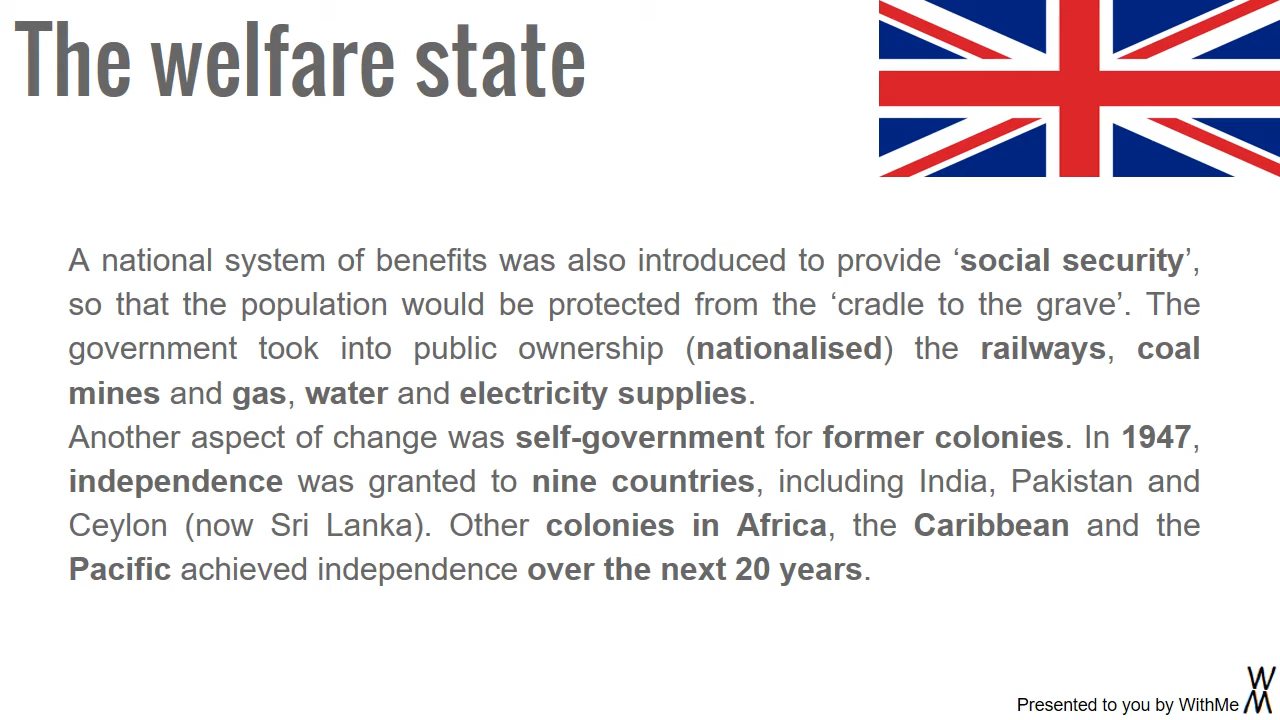 The welfare state
A national system of benefits was also introduced to provide ‘social security’,
so that the population would be protected from the ‘cradle to the grave’. The
government took into public ownership (nationalised) the railways, coal
mines and gas, water and electricity supplies.
Another aspect of change was self-government for former colonies. In 1947,
independence was granted to nine countries, including India, Pakistan and
Ceylon (now Sri Lanka). Other colonies in Africa, the Caribbean and the
Pacific achieved independence over the next 20 years.
Presented to you by WithMe
W
M